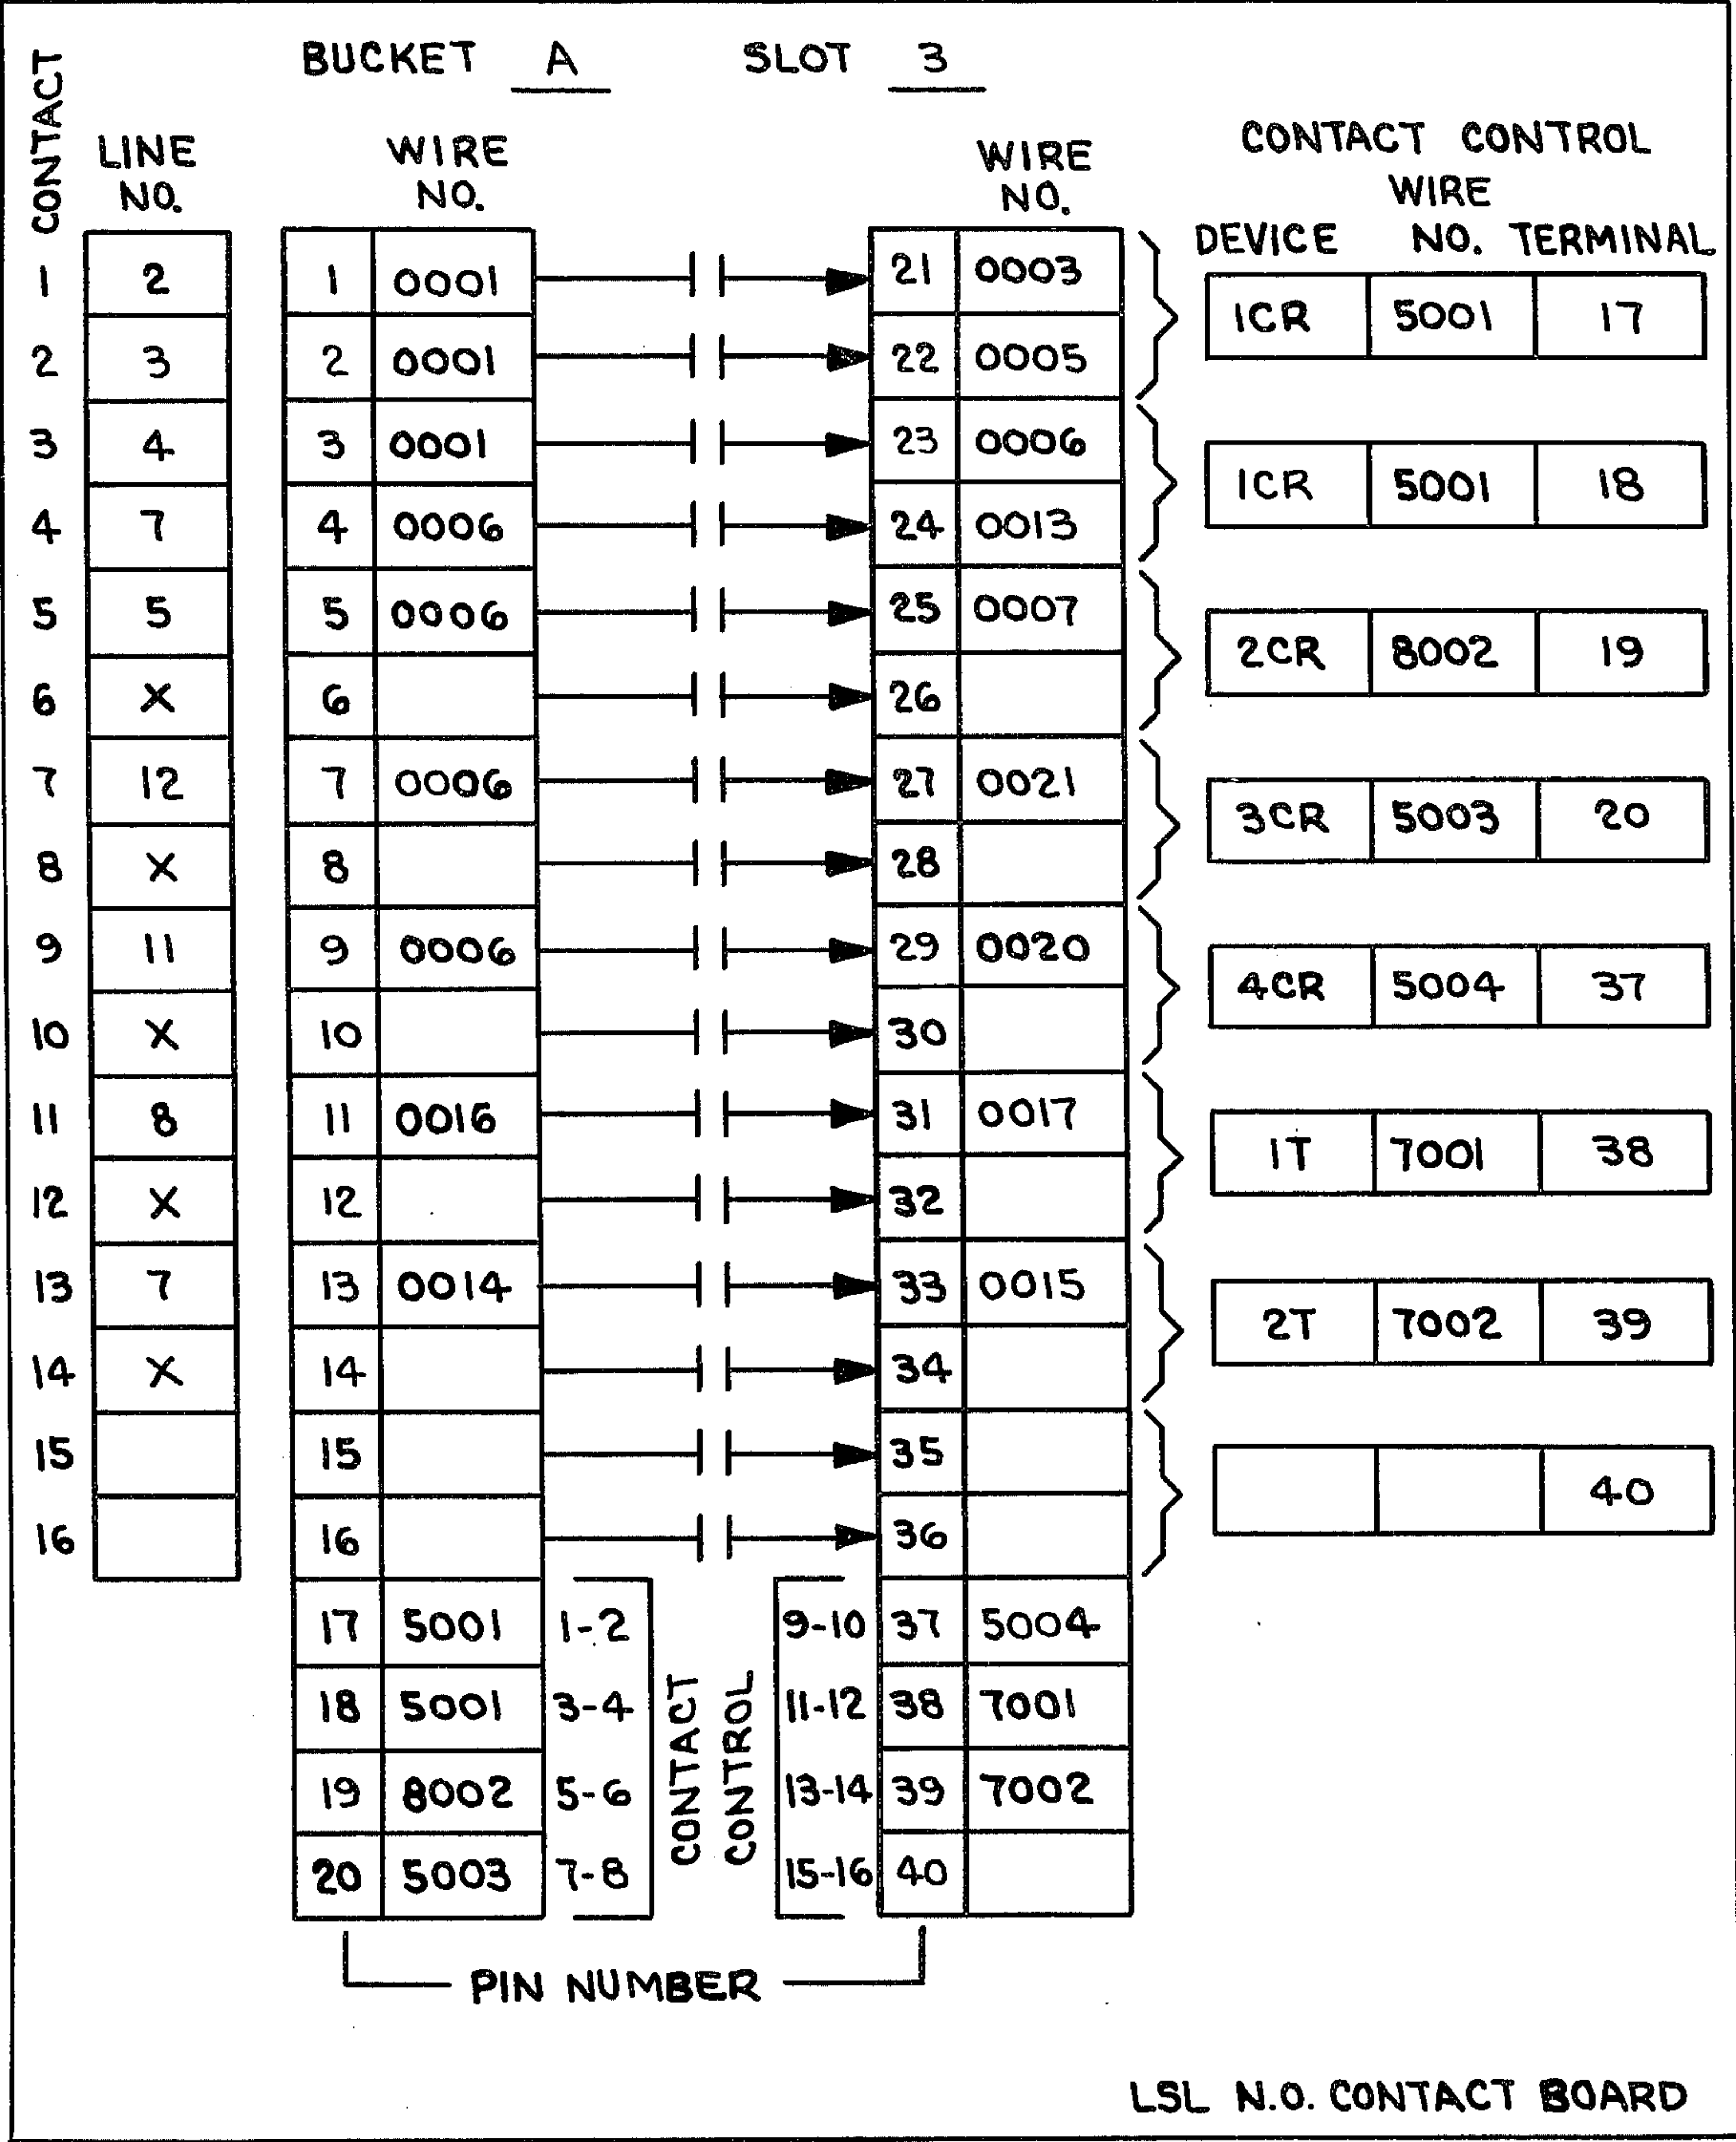 BUCKET A SLOT 3
CONTACT
LINE NO.
WIRE NO.
WIRE NO.
CONTACT CONTROL
DEVICE WIRE NO. TERMINAL
1 2 1 0001 21 0003
1CR 5001 17
2 3 2 0001 22 0005
3 4 3 0001 23 0006
1CR 5001 18
4 7 4 0006 24 0013
5 5 5 0006 25 0007
2CR 8002 19
6 X 6 26
7 12 7 0006 27 0021
3CR 5003 20
8 X 8 28
9 11 9 0006 29 0020
4CR 5004 37
10 X 10 30
11 8 11 0016 31 0017
1T 7001 38
12 X 12 32
13 7 13 0014 33 0015
2T 7002 39
14 X 14 34
15 15 35
40
16 16 36
17 5001 1-2 9-10 37 5004
18 5001 3-4 11-12 38 7001
19 8002 5-6 13-14 39 7002
20 5003 7-8 15-16 40
CONTACT CONTROL
PIN NUMBER
LSL N.O. CONTACT BOARD